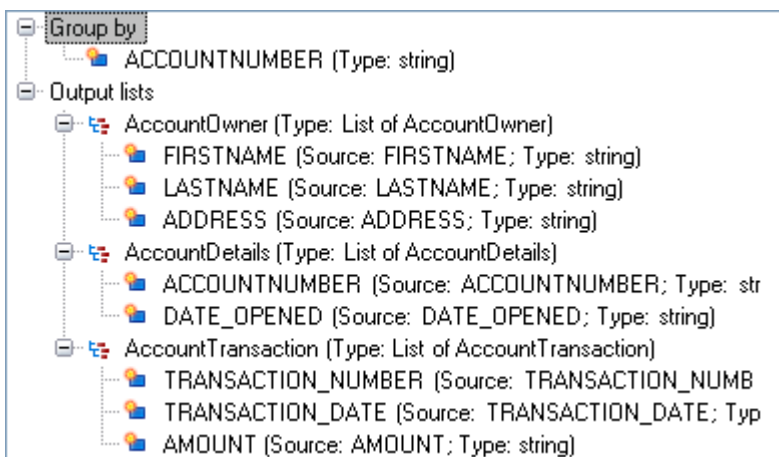 Group by
ACCOUNTNUMBER (Type: string)
Output lists
AccountOwner (Type: List of AccountOwner)
FIRSTNAME (Source: FIRSTNAME; Type: string)
LASTNAME (Source: LASTNAME; Type: string)
ADDRESS (Source: ADDRESS; Type: string)
AccountDetails (Type: List of AccountDetails)
ACCOUNTNUMBER (Source: ACCOUNTNUMBER; Type: str
DATE_OPENED (Source: DATE_OPENED; Type: string)
AccountTransaction (Type: List of AccountTransaction)
TRANSACTION_NUMBER (Source: TRANSACTION_NUMB
TRANSACTION_DATE (Source: TRANSACTION_DATE; Typ
AMOUNT (Source: AMOUNT; Type: string)